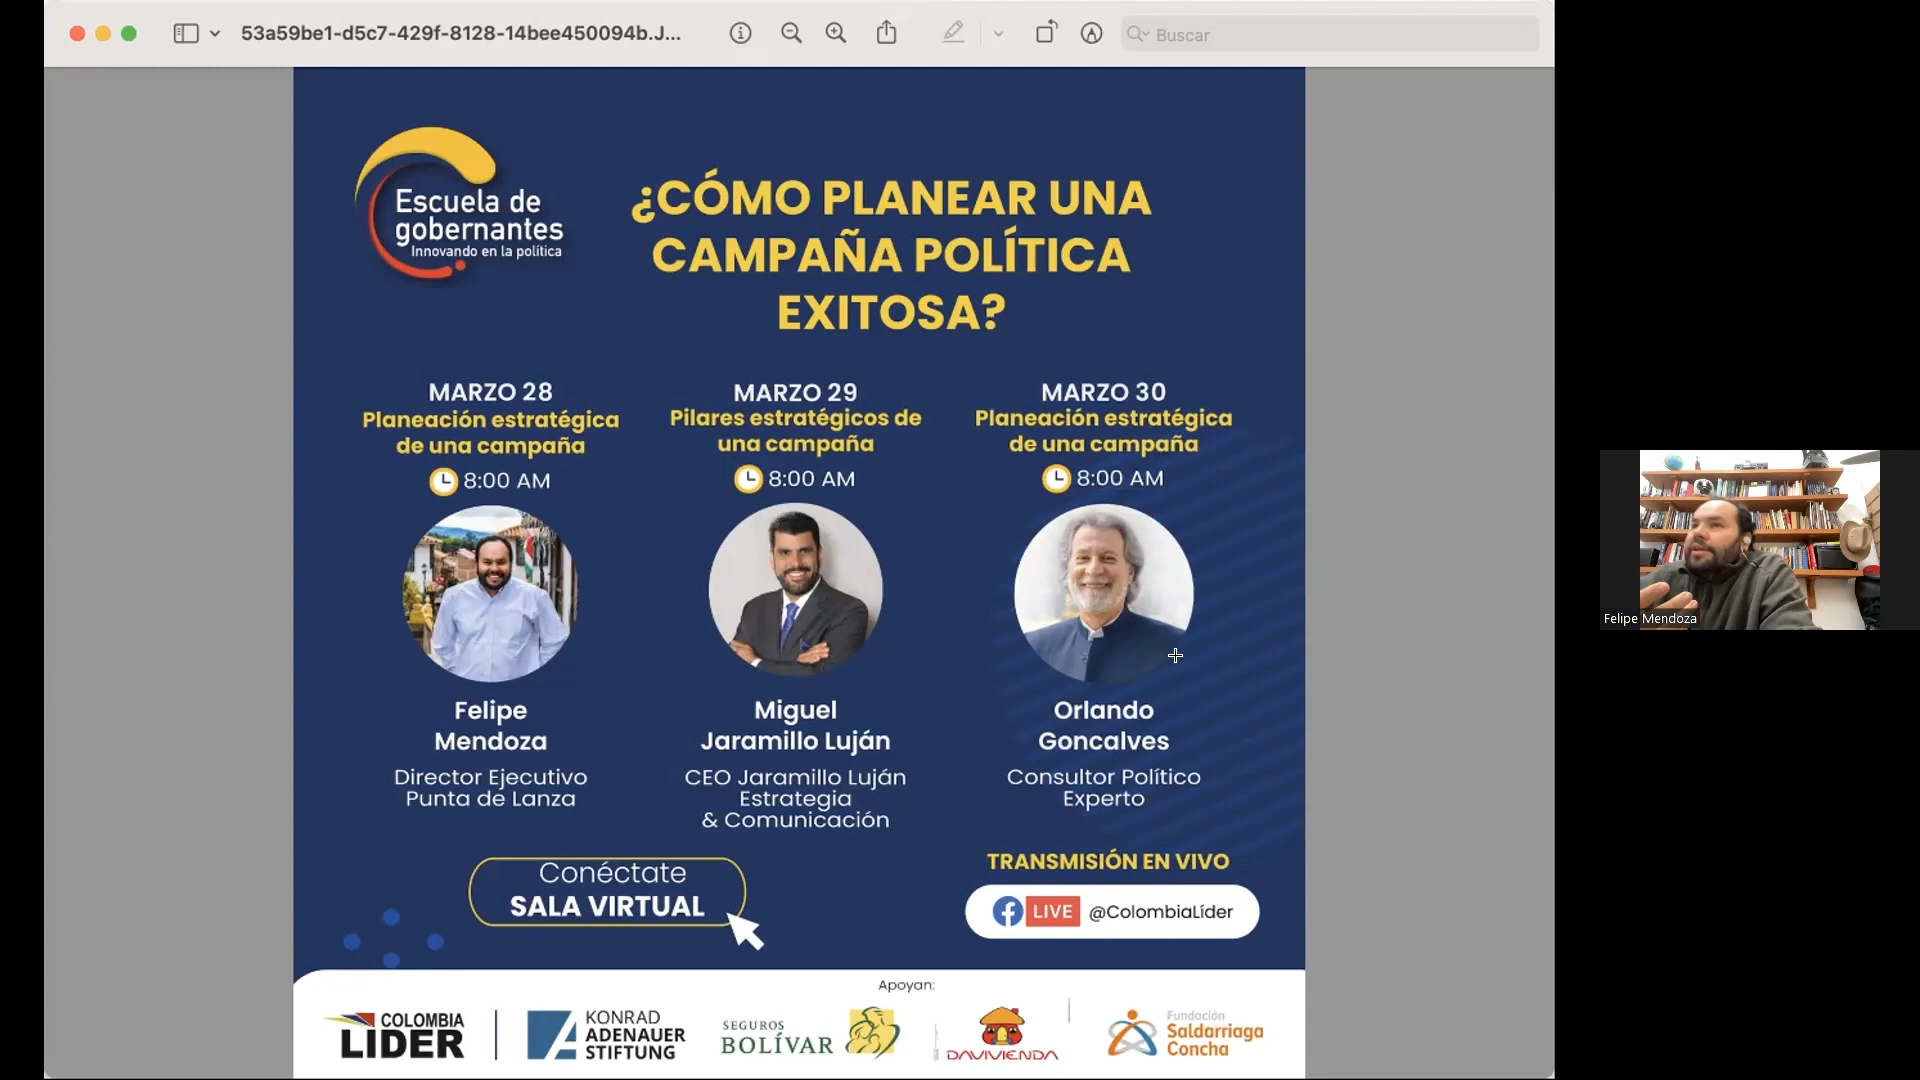 53a59be1-d5c7-429f-8128-14bee450094b.J...
Buscar
Escuela de
gobernantes
Innovando en la política
¿CÓMO PLANEAR UNA
CAMPAÑA POLÍTICA
EXITOSA?
MARZO 28
Planeación estratégica
de una campaña
8:00 AM
Felipe
Mendoza
Director Ejecutivo
Punta de Lanza
MARZO 29
Pilares estratégicos de
una campaña
8:00 AM
Miguel
Jaramillo Luján
CEO Jaramillo Luján
Estrategia
& Comunicación
MARZO 30
Planeación estratégica
de una campaña
8:00 AM
Orlando
Goncalves
Consultor Político
Experto
Conéctate
SALA VIRTUAL
TRANSMISIÓN EN VIVO
LIVE @ColombiaLíder
Apoyan:
COLOMBIA
LIDER
KONRAD
ADENAUER
STIFTUNG
SEGUROS
BOLÍVAR
DAVIVIENDA
Fundación
Saldarriaga
Concha
Felipe Mendoza